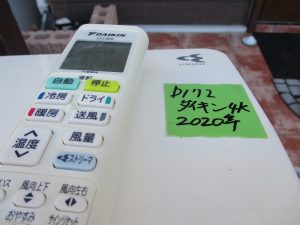 DAIKIN
自動
停止
冷房
ドライ
暖房
送風
温度
風量
ストリーマ
風向上下
風向左右
おやすみ
STREAMER
D172
ダイキン4K
2020年